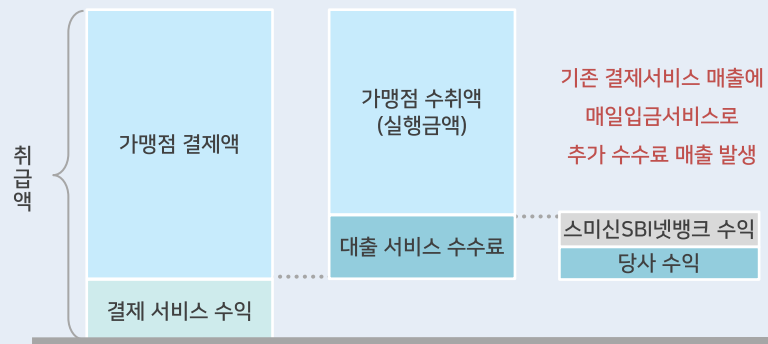 취급액
가맹점 결제액
결제 서비스 수익
가맹점 수취액
(실행금액)
대출 서비스 수수료
기존 결제서비스 매출에
매일입금서비스로
추가 수수료 매출 발생
스미신SBI넷뱅크 수익
당사 수익